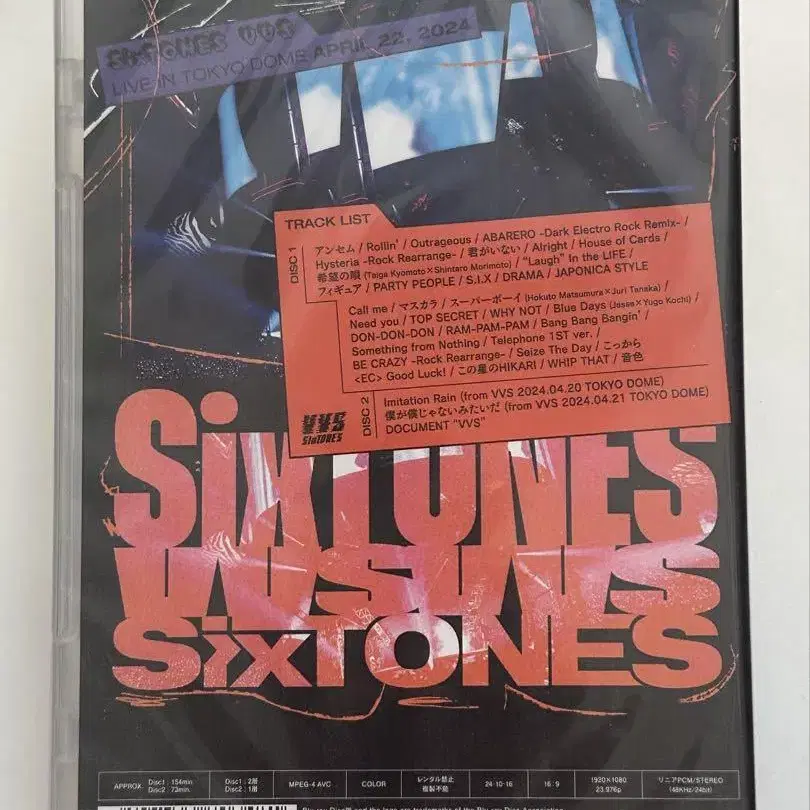 SixTONES VVS
LIVE IN TOKYO DOME APRIL 22, 2024
TRACK LIST
DISC 1
アンセム / Rollin' / Outrageous / ABARERO -Dark Electro Rock Remix- /
Hysteria -Rock Rearrange- / 君がいない / Alright / House of Cards /
希望の唄 (Taiga Kyomoto×Shintaro Morimoto) / "Laugh" In the LIFE /
フィギュア / PARTY PEOPLE / S.I.X / DRAMA / JAPONICA STYLE
Call me / マスカラ / スーパーボーイ (Hokuto Matsumura×Juri Tanaka) /
Need you / TOP SECRET / WHY NOT / Blue Days (Jesse×Yugo Kochi) /
DON-DON-DON / RAM-PAM-PAM / Bang Bang Bangin' /
Something from Nothing / Telephone 1ST ver. /
BE CRAZY -Rock Rearrange- / Seize The Day / こっから
<EC> Good Luck! / この星のHIKARI / WHIP THAT / 音色
VVS
SixTONES
DISC 2
Imitation Rain (from VVS 2024.04.20 TOKYO DOME)
僕が僕じゃないみたいだ (from VVS 2024.04.21 TOKYO DOME)
DOCUMENT "VVS"
SixTONES
VVS
SixTONES
APPROX Disc1 : 154min. Disc1 : 2層 MPEG-4 AVC COLOR レンタル禁止 24·10·16 16 : 9 1920×1080 リニアPCM/STEREO
Disc2 : 73min. Disc2 : 1層 複製不能 23.976p (48KHz/24bit)